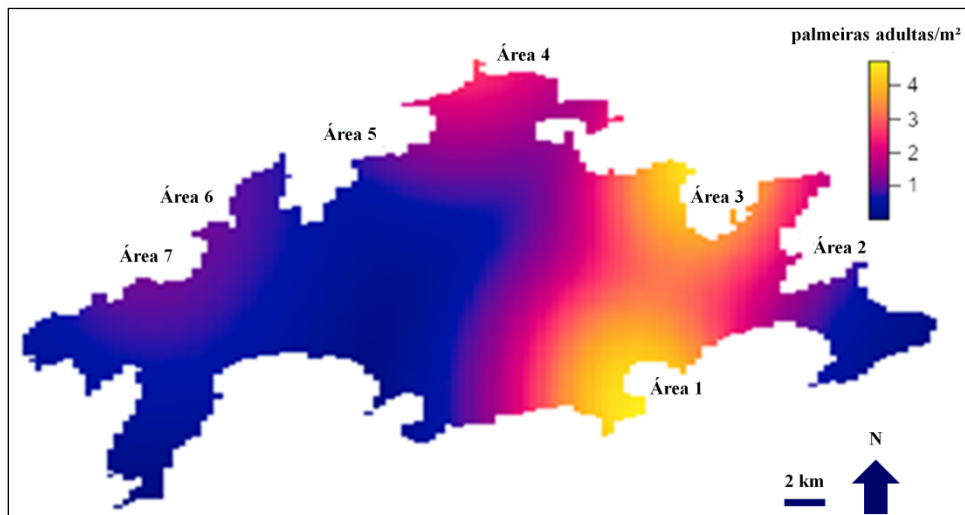 palmeiras adultas/m²
Área 4
4
3
2
1
Área 5
Área 6
Área 3
Área 2
Área 7
Área 1
N
2 km